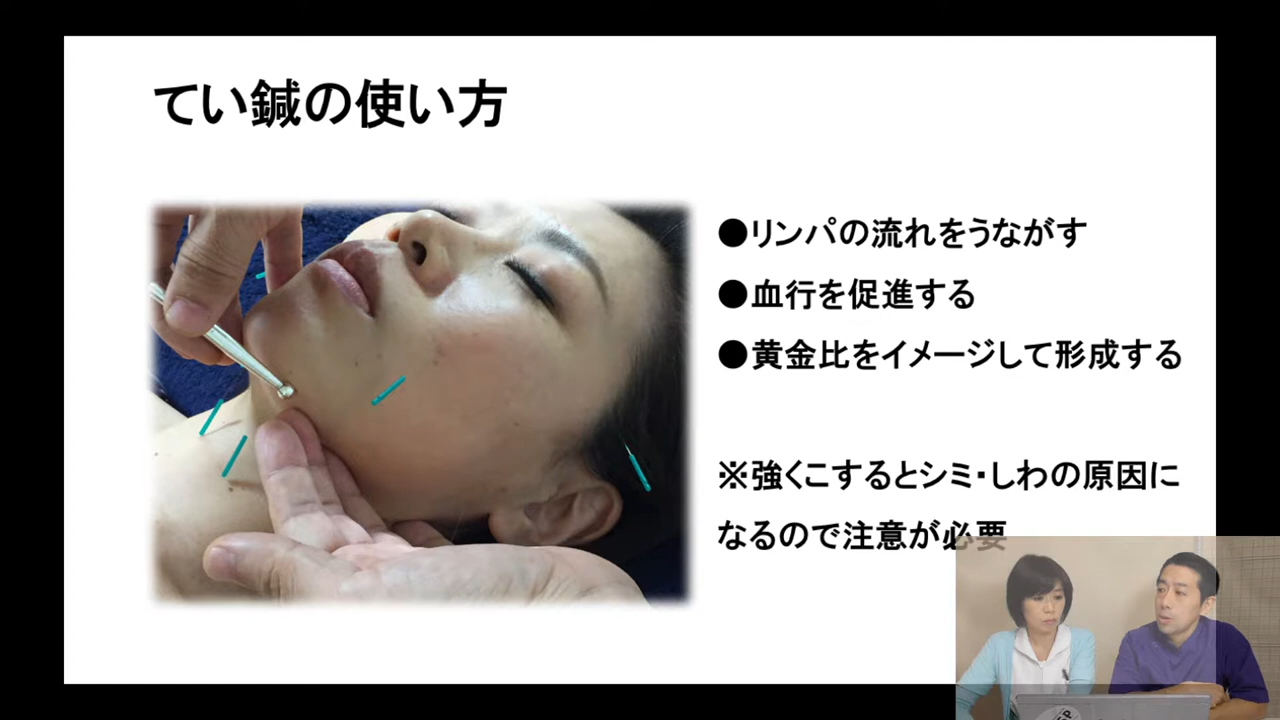 てい鍼の使い方
●リンパの流れをうながす
●血行を促進する
●黄金比をイメージして形成する
※強くこするとシミ・しわの原因に
なるので注意が必要